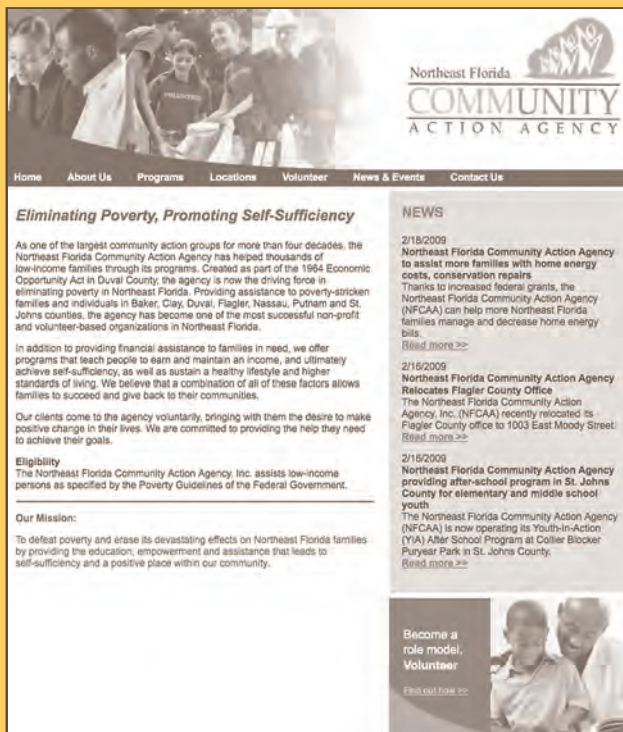 VOLUNTEER
Northeast Florida
COMMUNITY
ACTION AGENCY
Home About Us Programs Locations Volunteer News & Events Contact Us
Eliminating Poverty, Promoting Self-Sufficiency
As one of the largest community action groups for more than four decades, the
Northeast Florida Community Action Agency has helped thousands of
low-income families through its programs. Created as part of the 1964 Economic
Opportunity Act in Duval County, the agency is now the driving force in
eliminating poverty in Northeast Florida. Providing assistance to poverty-stricken
families and individuals in Baker, Clay, Duval, Flagler, Nassau, Putnam and St.
Johns counties, the agency has become one of the most successful non-profit
and volunteer-based organizations in Northeast Florida.
In addition to providing financial assistance to families in need, we offer
programs that teach people to earn and maintain an income, and ultimately
achieve self-sufficiency, as well as sustain a healthy lifestyle and higher
standards of living. We believe that a combination of all of these factors allows
families to succeed and give back to their communities.
Our clients come to the agency voluntarily, bringing with them the desire to make
positive change in their lives. We are committed to providing the help they need
to achieve their goals.
Eligibility
The Northeast Florida Community Action Agency, Inc. assists low-income
persons as specified by the Poverty Guidelines of the Federal Government.
Our Mission:
To defeat poverty and erase its devastating effects on Northeast Florida families
by providing the education, empowerment and assistance that leads to
self-sufficiency and a positive place within our community.
NEWS
2/18/2009
Northeast Florida Community Action Agency
to assist more families with home energy
costs, conservation repairs
Thanks to increased federal grants, the
Northeast Florida Community Action Agency
(NFCAA) can help more Northeast Florida
families manage and decrease home energy
bills.
Read more >>
2/16/2009
Northeast Florida Community Action Agency
Relocates Flagler County Office
The Northeast Florida Community Action
Agency, Inc. (NFCAA) recently relocated its
Flagler County office to 1003 East Moody Street.
Read more >>
2/16/2009
Northeast Florida Community Action Agency
providing after-school program in St. Johns
County for elementary and middle school
youth
The Northeast Florida Community Action Agency
(NFCAA) is now operating its Youth-In-Action
(YIA) After School Program at Collier Blocker
Puryear Park in St. Johns County.
Read more >>
Become a
role model,
Volunteer
Find out how >>